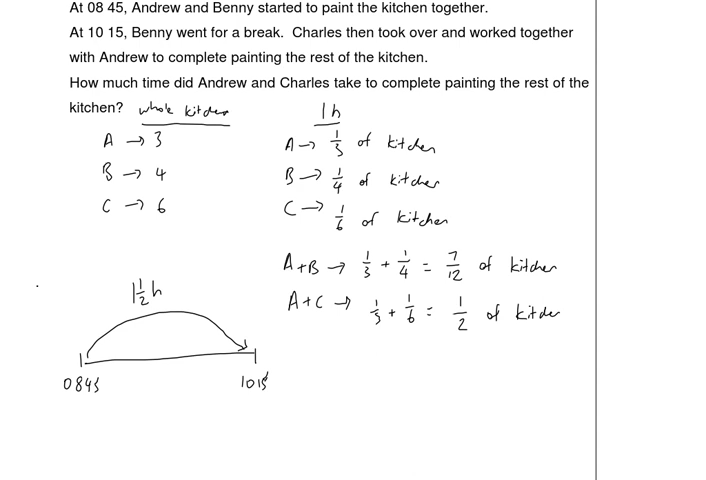 At 08 45, Andrew and Benny started to paint the kitchen together.
At 10 15, Benny went for a break. Charles then took over and worked together
with Andrew to complete painting the rest of the kitchen.
How much time did Andrew and Charles take to complete painting the rest of the
kitchen? whole kitchen 1h
A → 3
B → 4
C → 6
A → 1/3 of kitchen
B → 1/4 of kitchen
C → 1/6 of kitchen
A+B → 1/3 + 1/4 = 7/12 of kitchen
A+C → 1/3 + 1/6 = 1/2 of kitchen
1 1/2 h
0845 1015